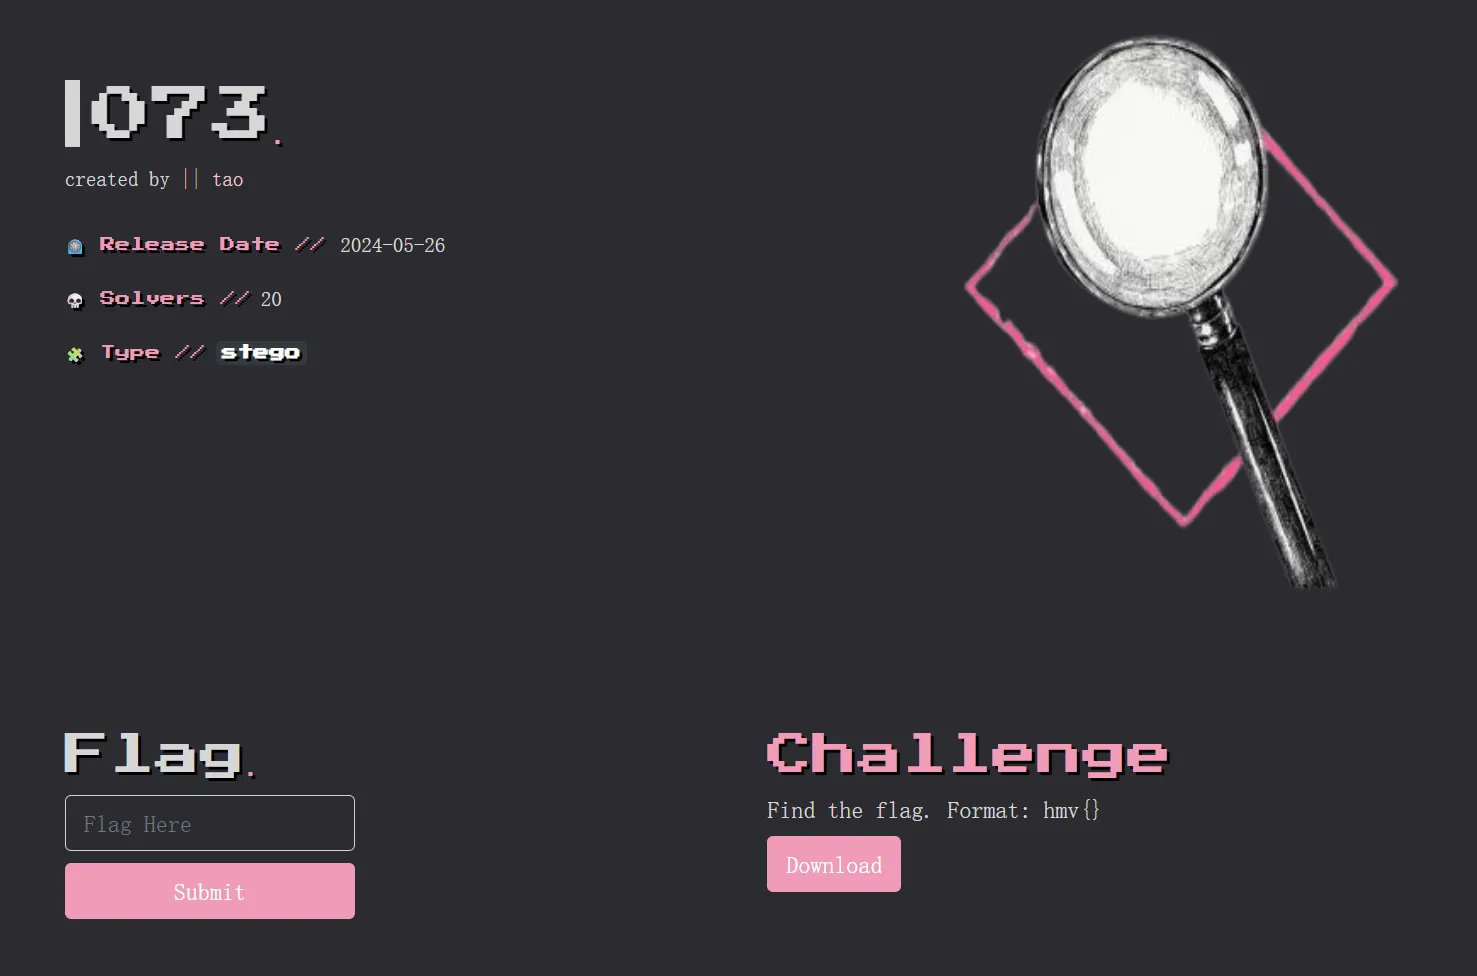 073.
created by || tao
Release Date // 2024-05-26
Solvers // 20
Type // stego
Flag.
Flag Here
Submit
Challenge
Find the flag. Format: hmv{}
Download